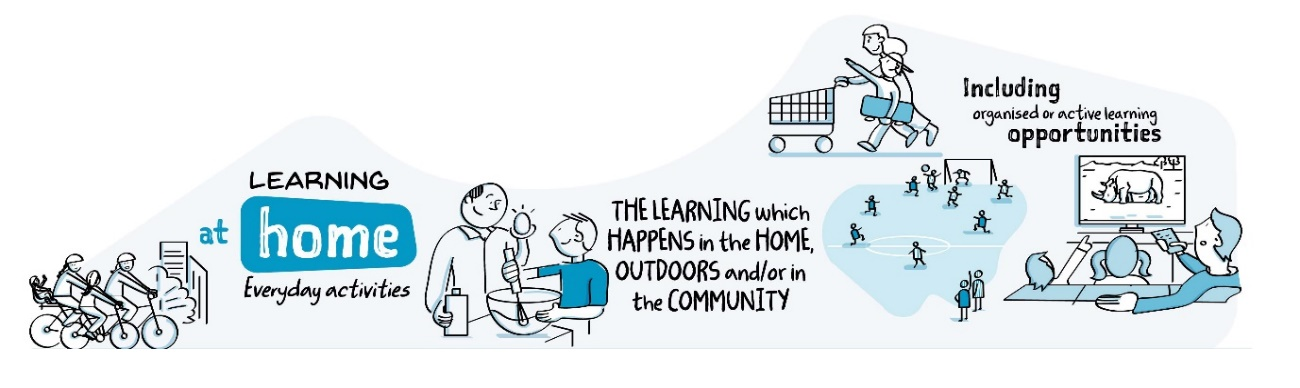 LEARNING
at home
Everyday activities
THE LEARNING which
HAPPENS in the HOME,
OUTDOORS and/or in
the COMMUNITY
Including
organised or active learning
opportunities